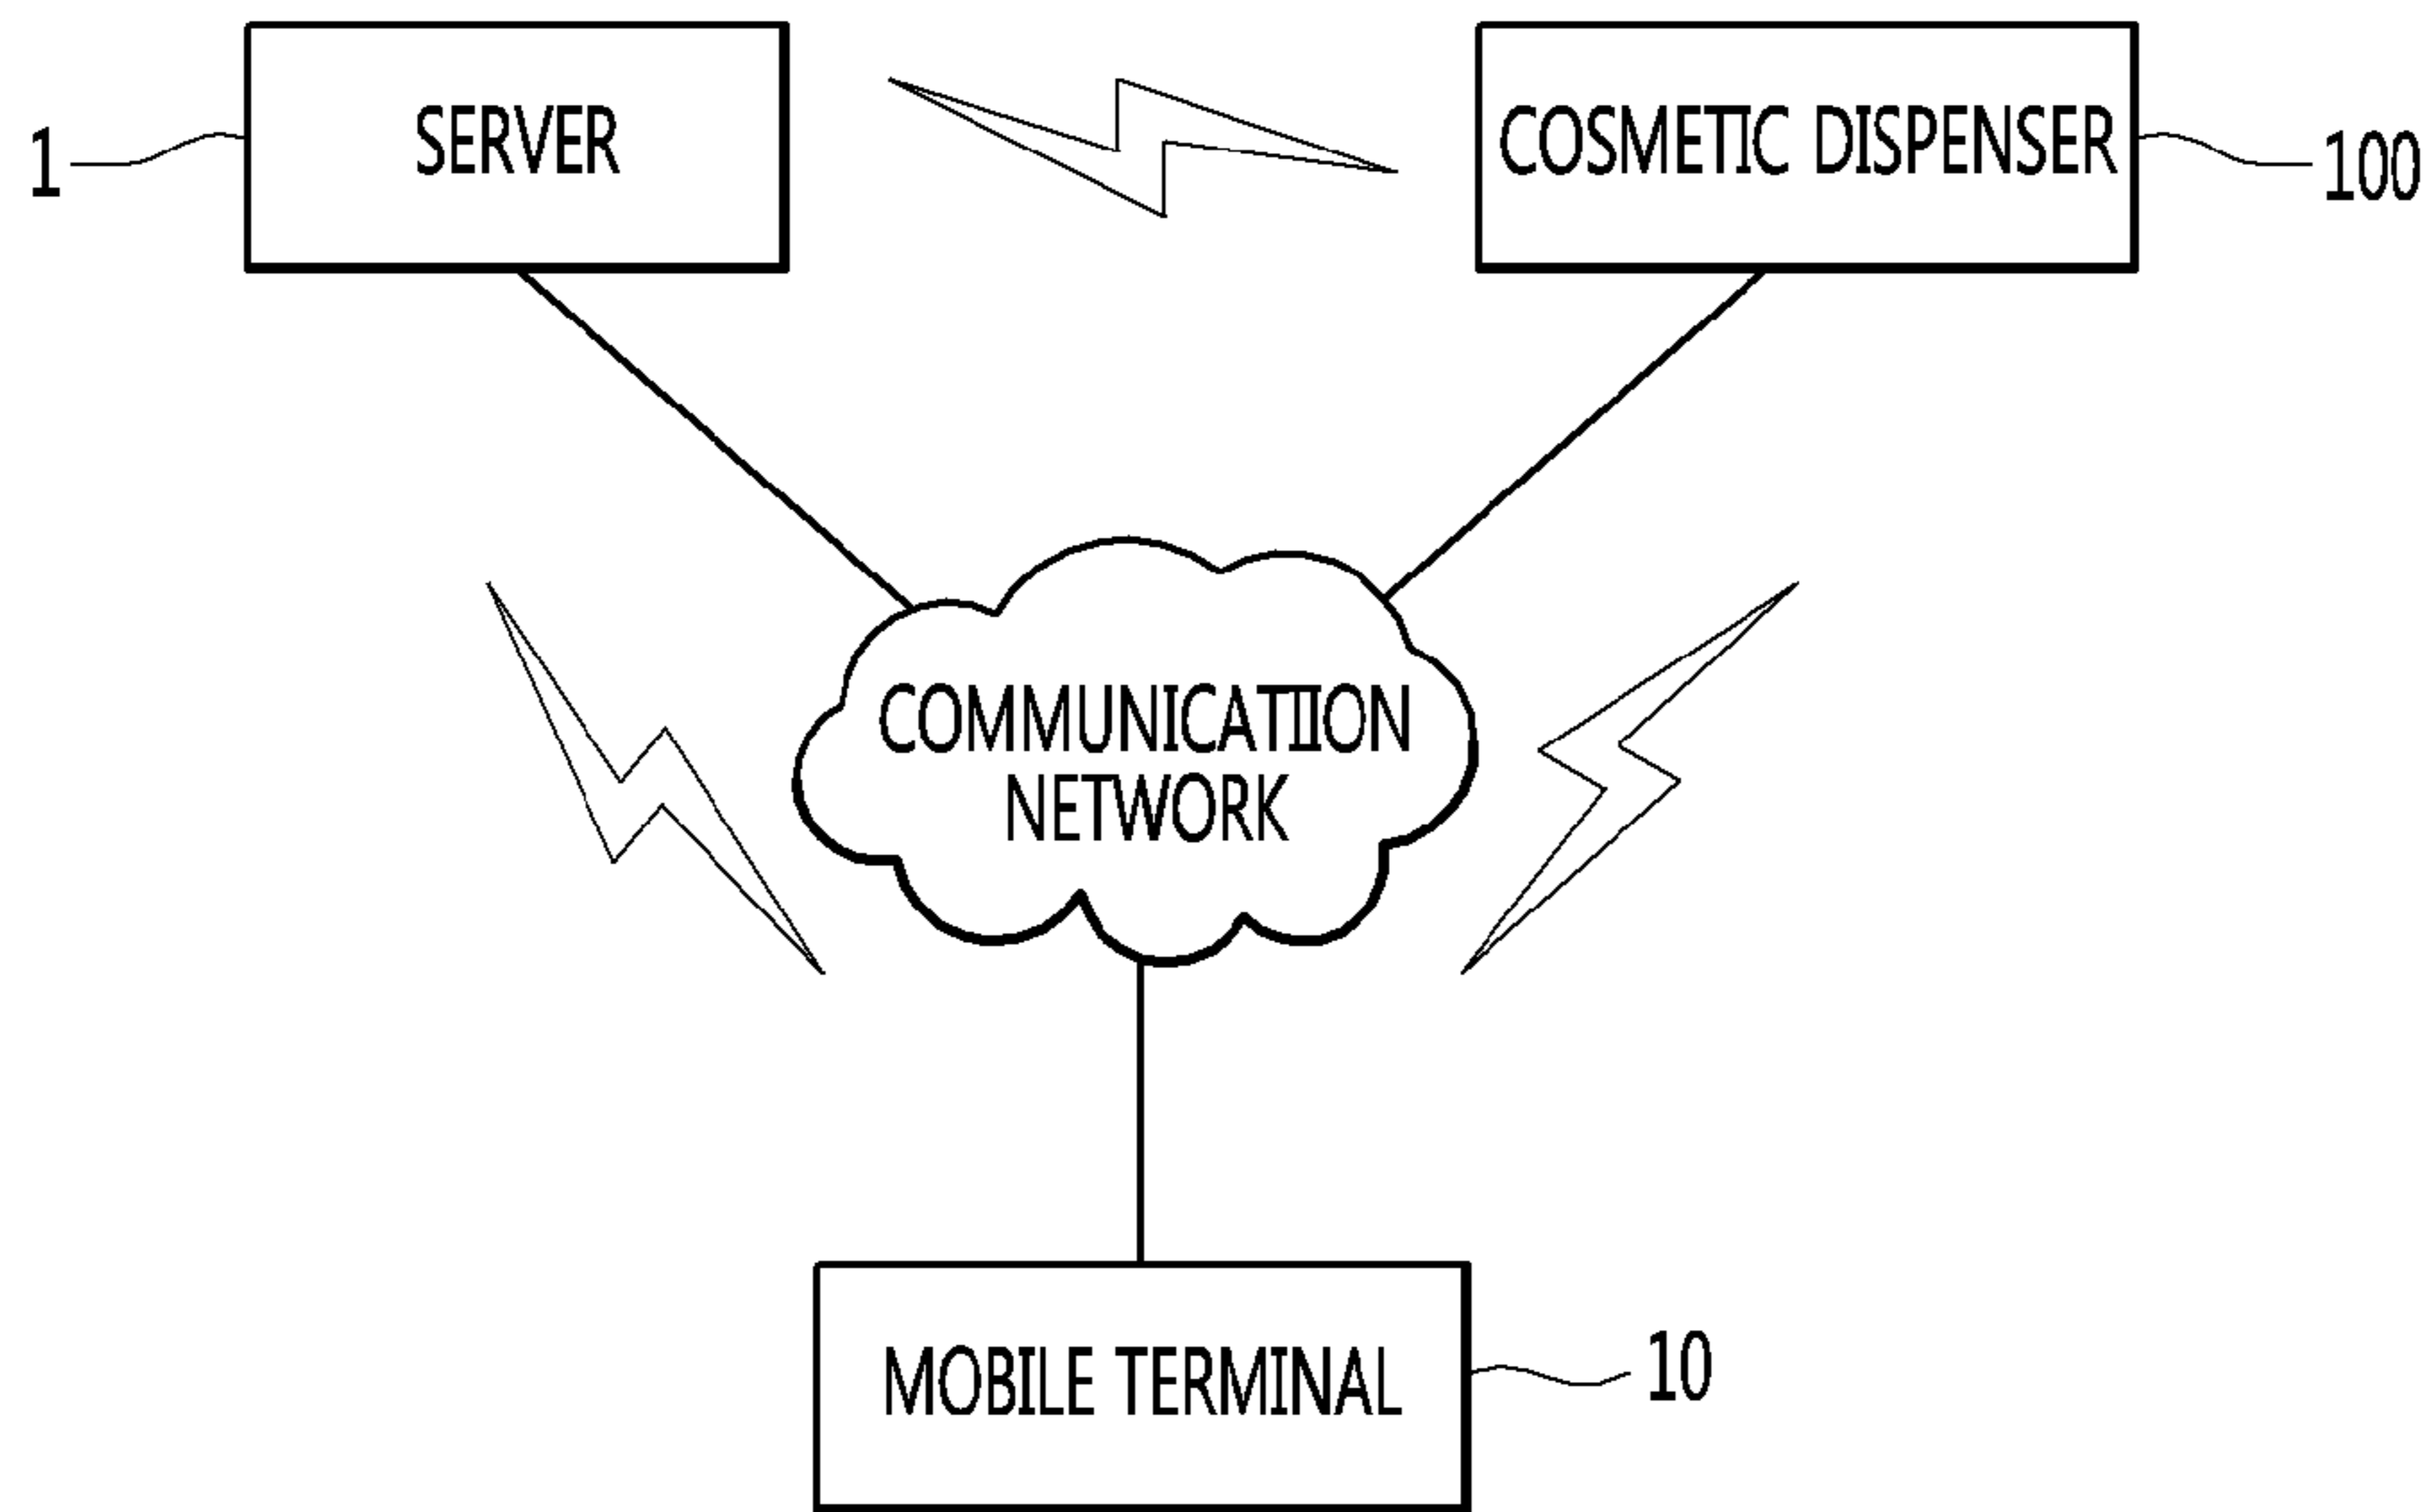 SERVER
COSMETIC DISPENSER
1
100
COMMUNICATIION
NETWORK
MOBILE TERMINAL
10